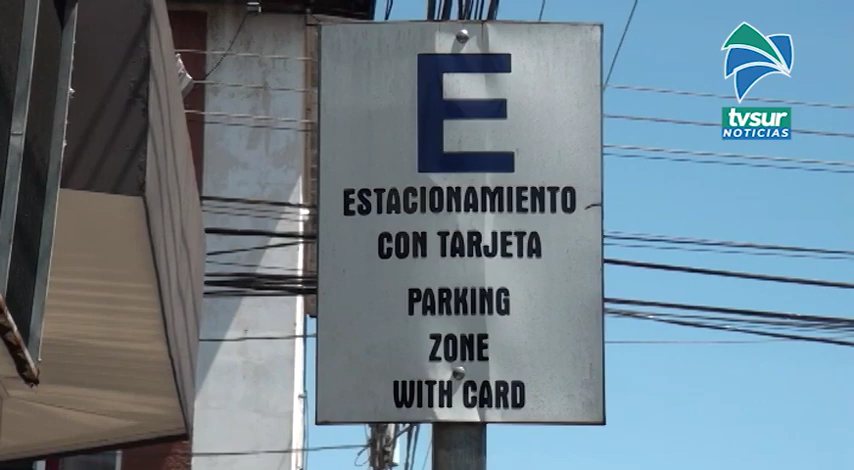 E
ESTACIONAMIENTO
CON TARJETA
PARKING
ZONE
WITH CARD
tvsur
NOTICIAS